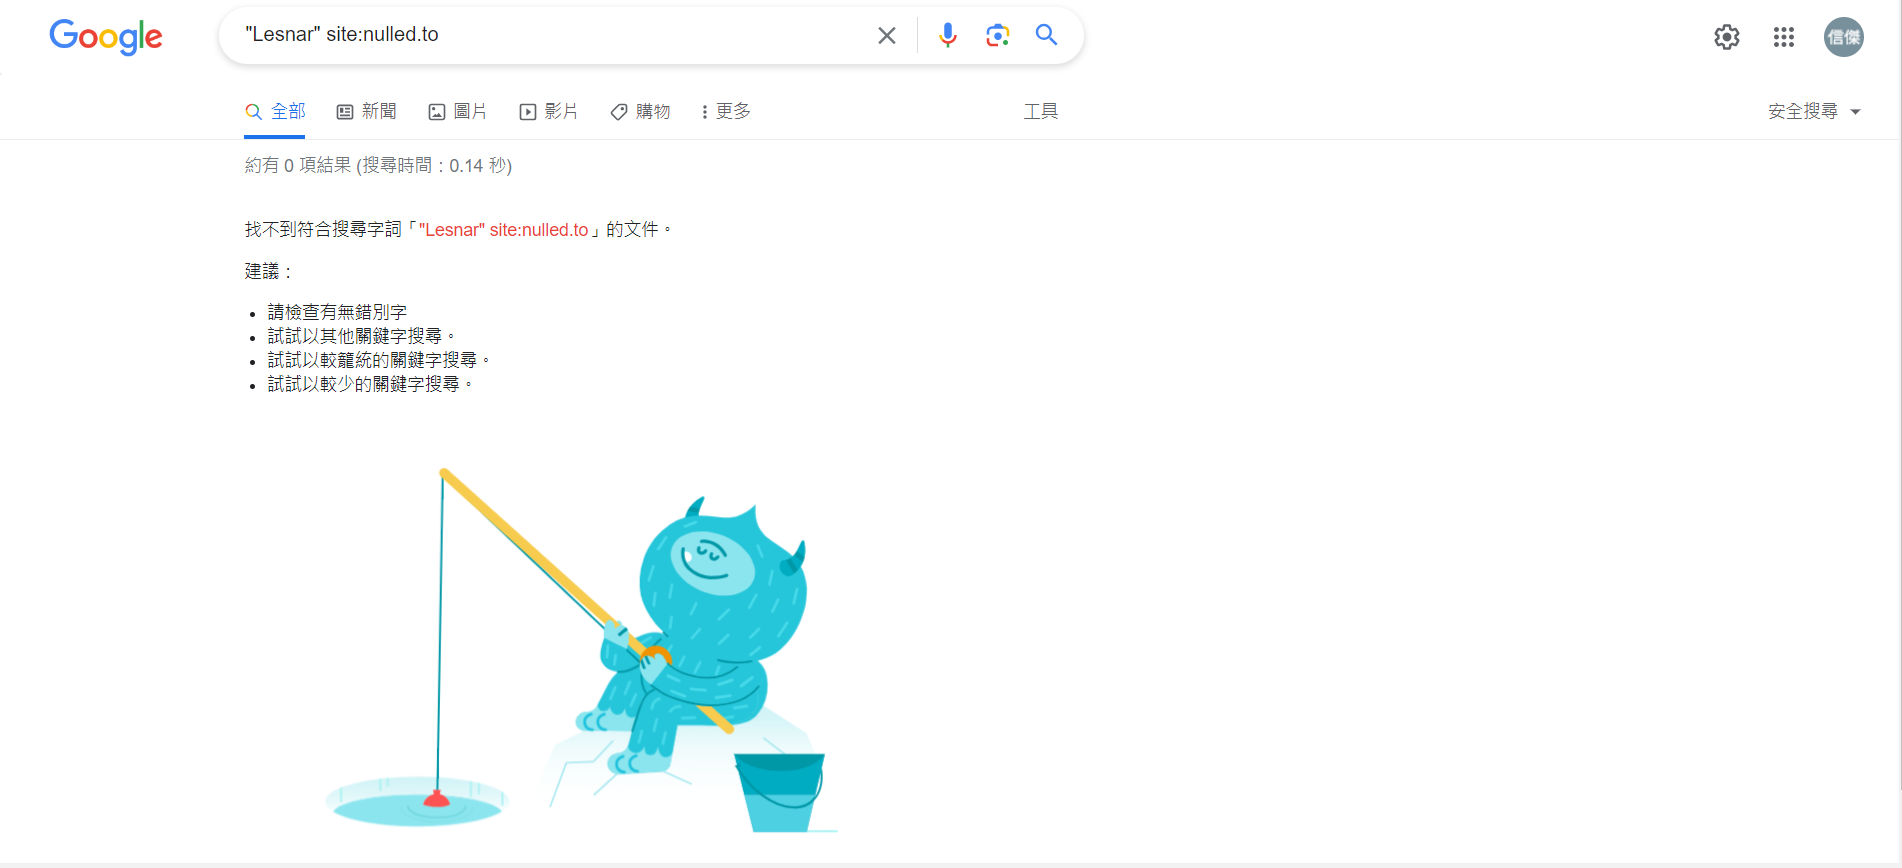 Google
"Lesnar" site:nulled.to
信傑
全部 新聞 圖片 影片 購物 更多 工具 安全搜尋
約有 0 項結果 (搜尋時間：0.14 秒)
找不到符合搜尋字詞「"Lesnar" site:nulled.to」的文件。
建議：
請檢查有無錯別字
試試以其他關鍵字搜尋。
試試以較籠統的關鍵字搜尋。
試試以較少的關鍵字搜尋。